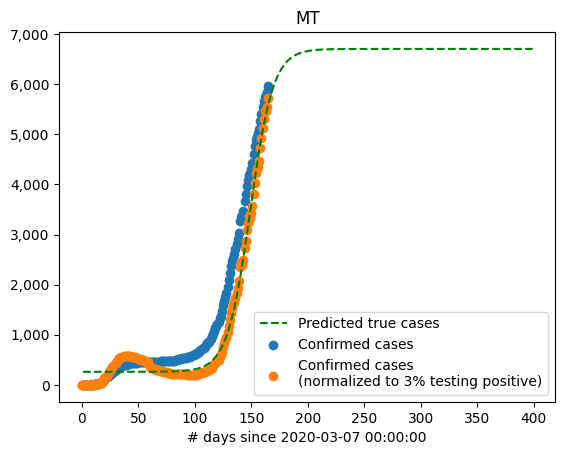 MT
7,000
6,000
5,000
4,000
3,000
2,000
1,000
0
Predicted true cases
Confirmed cases
Confirmed cases
(normalized to 3% testing positive)
0 50 100 150 200 250 300 350 400
# days since 2020-03-07 00:00:00